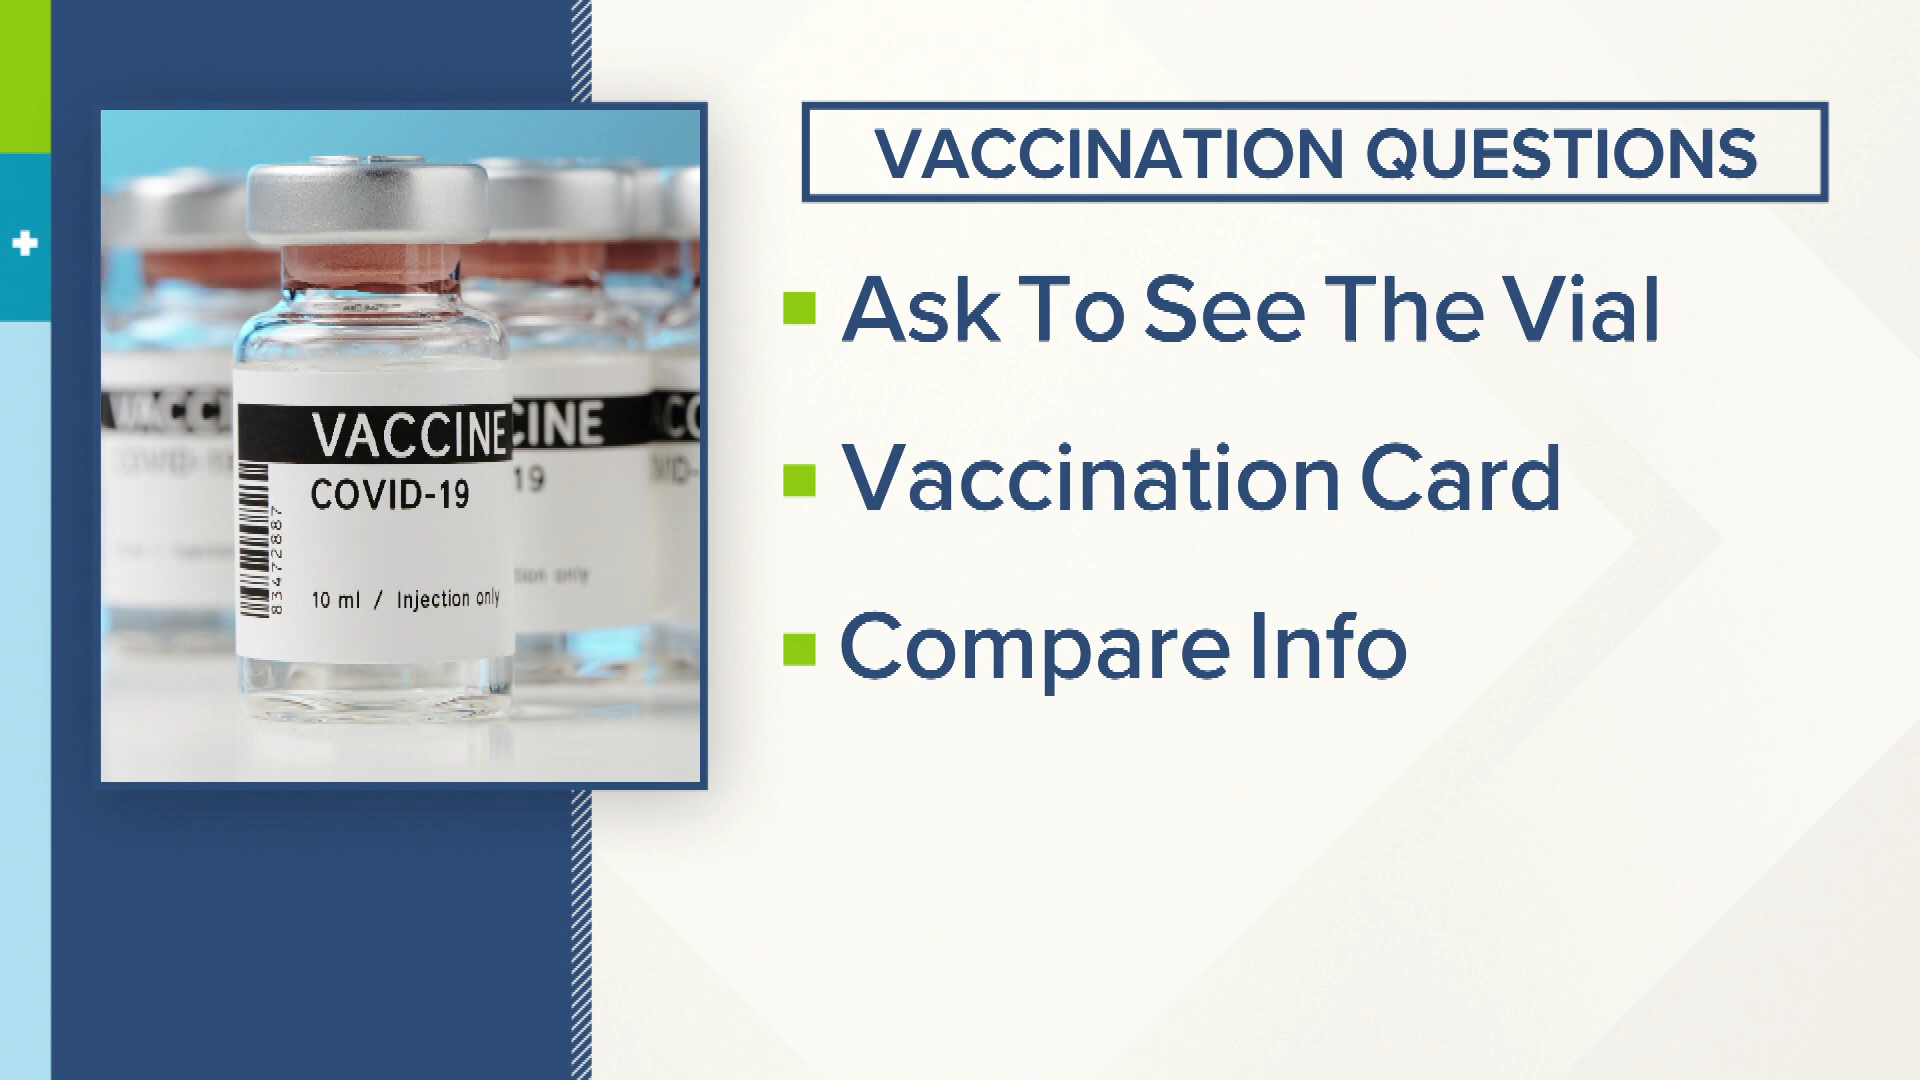 VACCINATION QUESTIONS
Ask To See The Vial
Vaccination Card
Compare Info
VACCINE
COVID-19
10 ml / Injection only
83472887
CINE
19
only